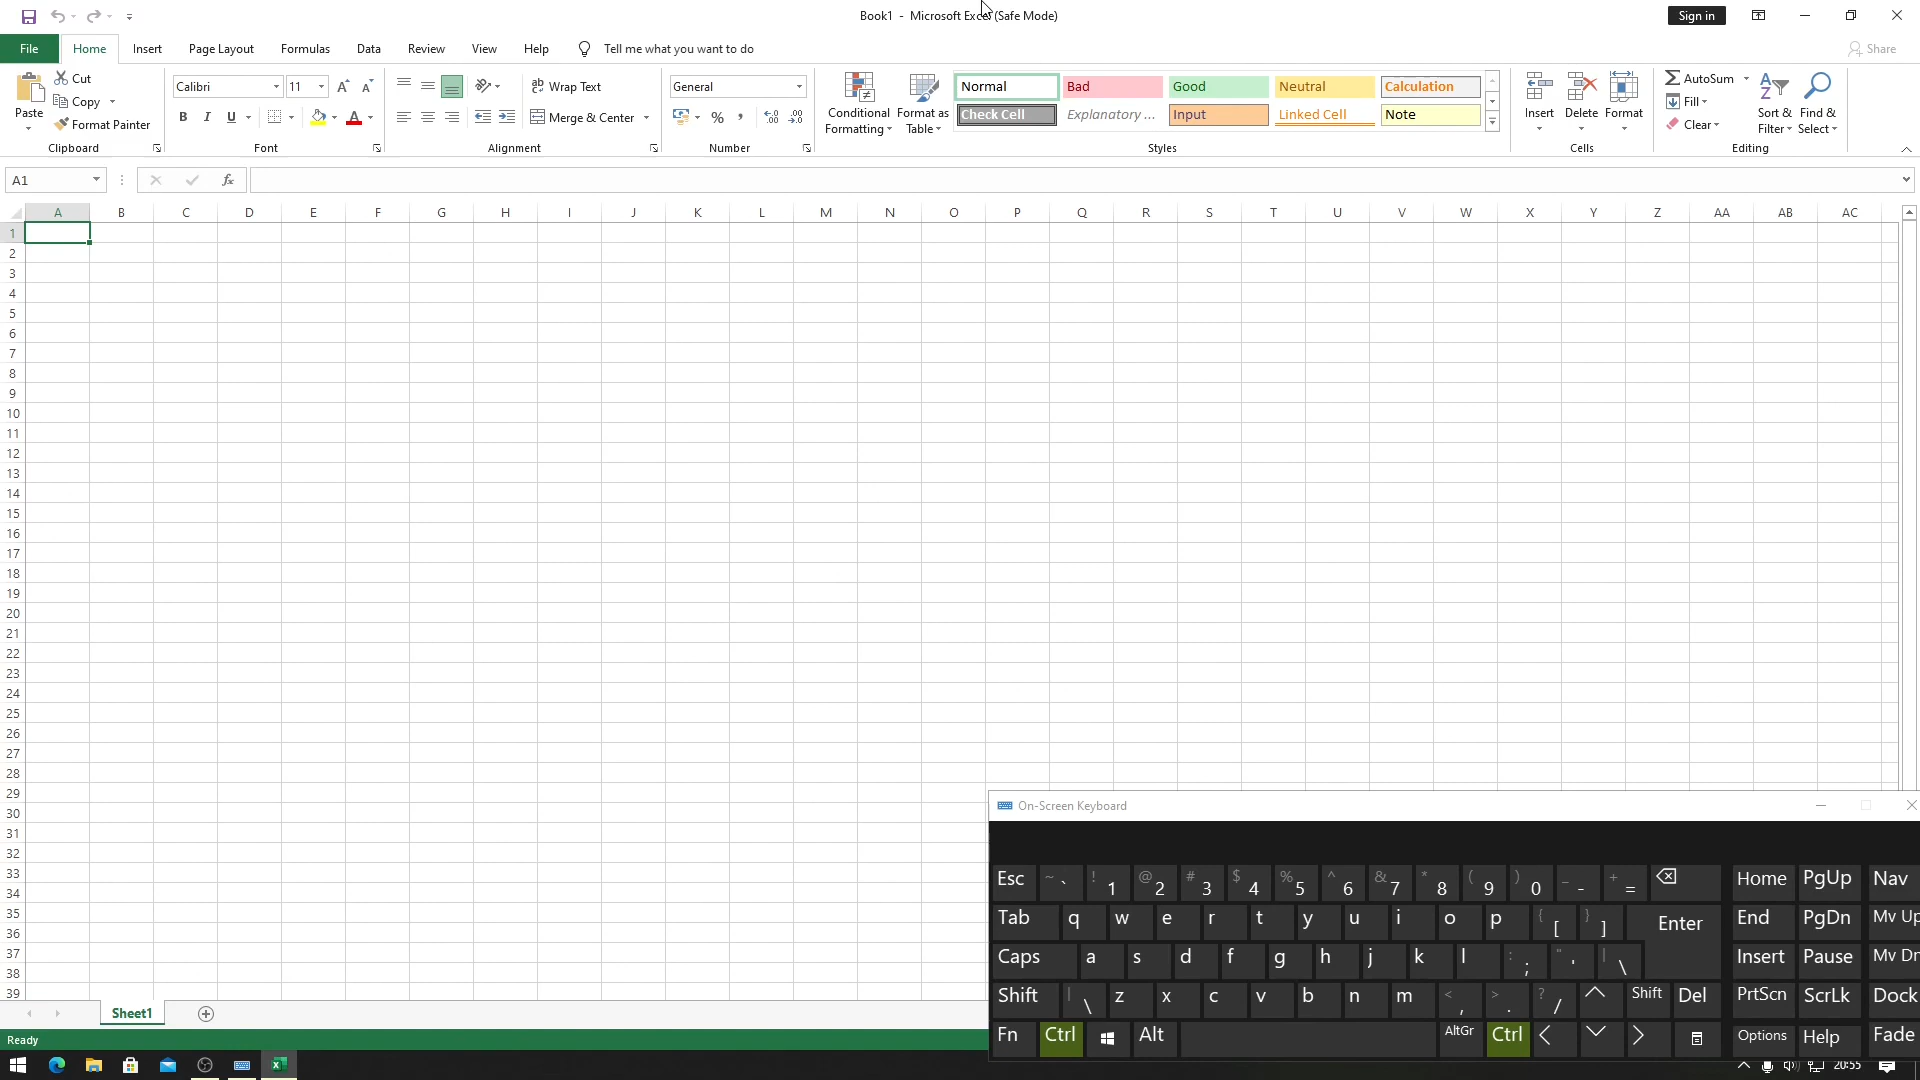 Book1 - Microsoft Excel (Safe Mode)
Sign in
File Home Insert Page Layout Formulas Data Review View Help Tell me what you want to do Share
Paste
Cut
Copy
Format Painter
Clipboard
Calibri 11
B I U A
Font
Wrap Text
Merge & Center
Alignment
General
% ,
Number
Conditional Formatting
Format as Table
Normal Bad Good Neutral Calculation
Check Cell Explanatory ... Input Linked Cell Note
Styles
Insert Delete Format
Cells
AutoSum
Fill
Clear
Sort & Filter
Find & Select
Editing
A1 fx
A B C D E F G H I J K L M N O P Q R S T U V W X Y Z AA AB AC
1
2
3
4
5
6
7
8
9
10
11
12
13
14
15
16
17
18
19
20
21
22
23
24
25
26
27
28
29
30
31
32
33
34
35
36
37
38
39
On-Screen Keyboard
Esc ~ ` ! 1 @ 2 # 3 $ 4 % 5 ^ 6 & 7 * 8 ( 9 ) 0 _ - + = Home PgUp Nav
Tab q w e r t y u i o p { [ } ] Enter End PgDn Mv Up
Caps a s d f g h j k l : ; " ' | \ Insert Pause Mv Dn
Shift | \ z x c v b n m < , > . ? / Shift Del PrtScn ScrLk Dock
Fn Ctrl Alt AltGr Ctrl Options Help Fade
Sheet1
Ready
20:55